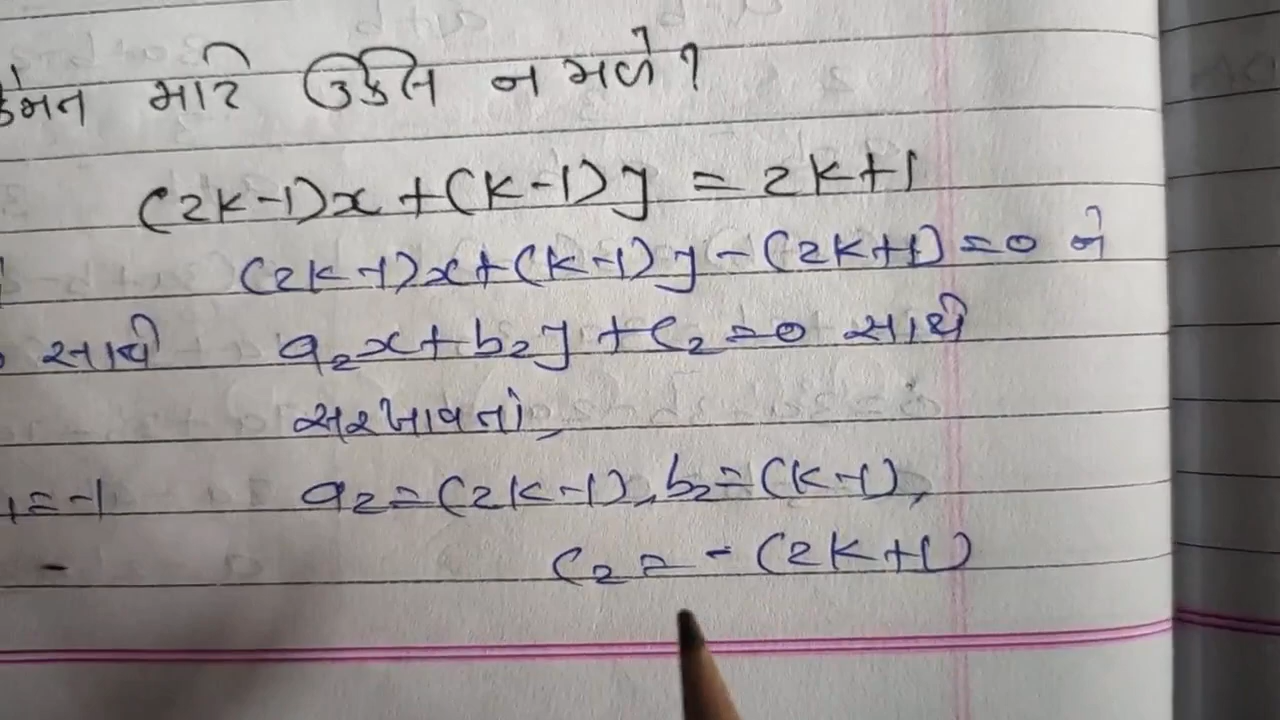 માટે ઉકેલ ન મળે?
(2k-1)x + (k-1)y = 2k+1
(2k-1)x + (k-1)y - (2k+1) = 0 ને
સાથે a₂x + b₂y + c₂ = 0 સાથે
સરખાવતાં,
= -1 a₂ = (2k-1), b₂ = (k-1),
c₂ = - (2k+1)